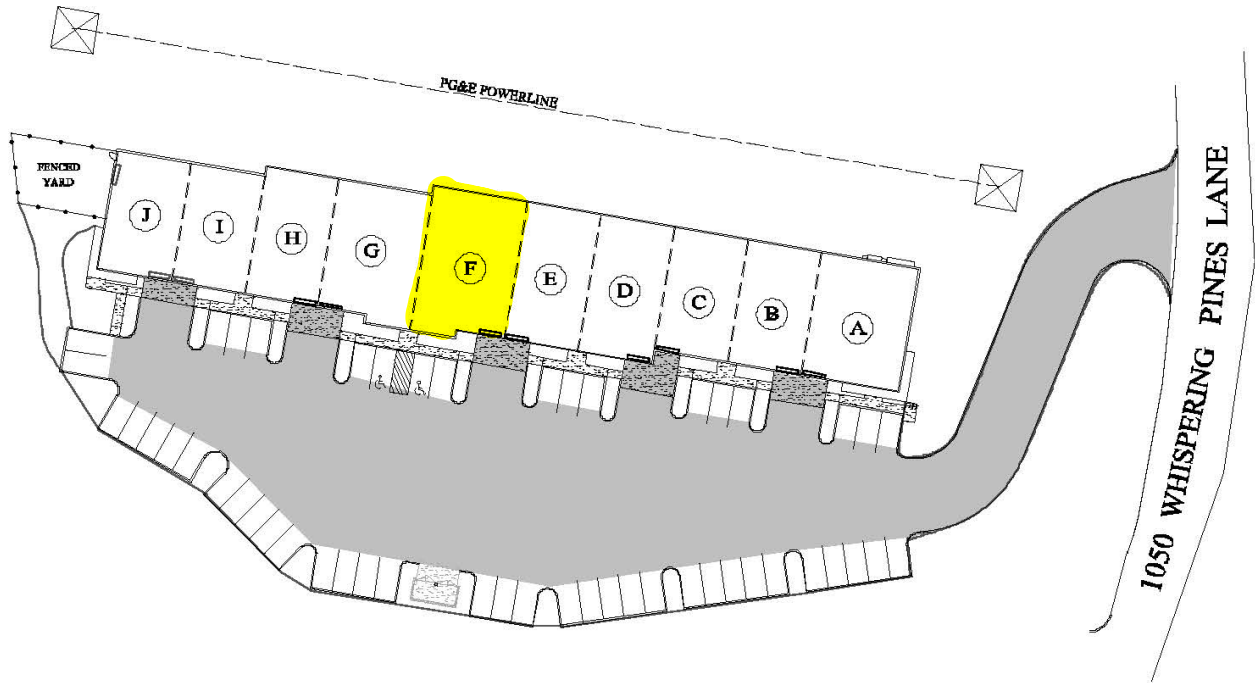 PG&E POWERLINE
FENCED
YARD
J
I
H
G
F
E
D
C
B
A
1050 WHISPERING PINES LANE